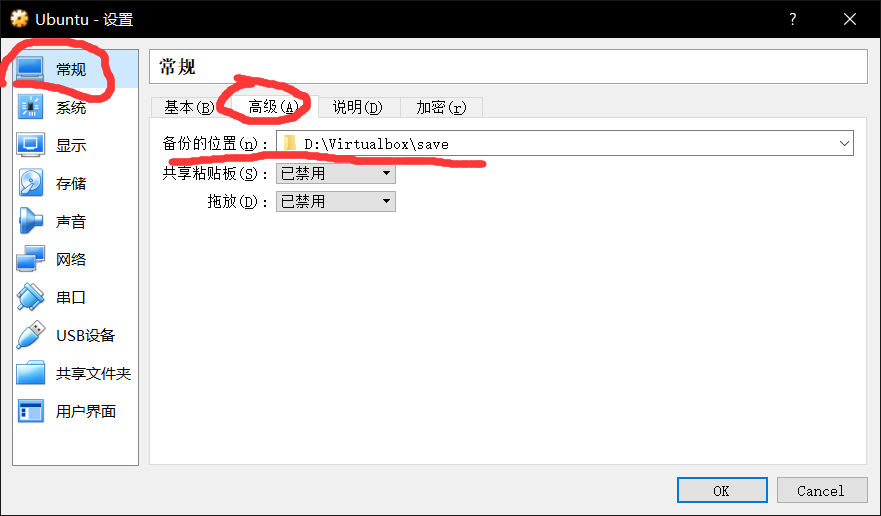 Ubuntu - 设置
?
常规
系统
显示
存储
声音
网络
串口
USB设备
共享文件夹
用户界面
常规
基本(B) 高级(A) 说明(D) 加密(r)
备份的位置(n): D:\Virtualbox\save
共享粘贴板(S): 已禁用
拖放(D): 已禁用
OK Cancel